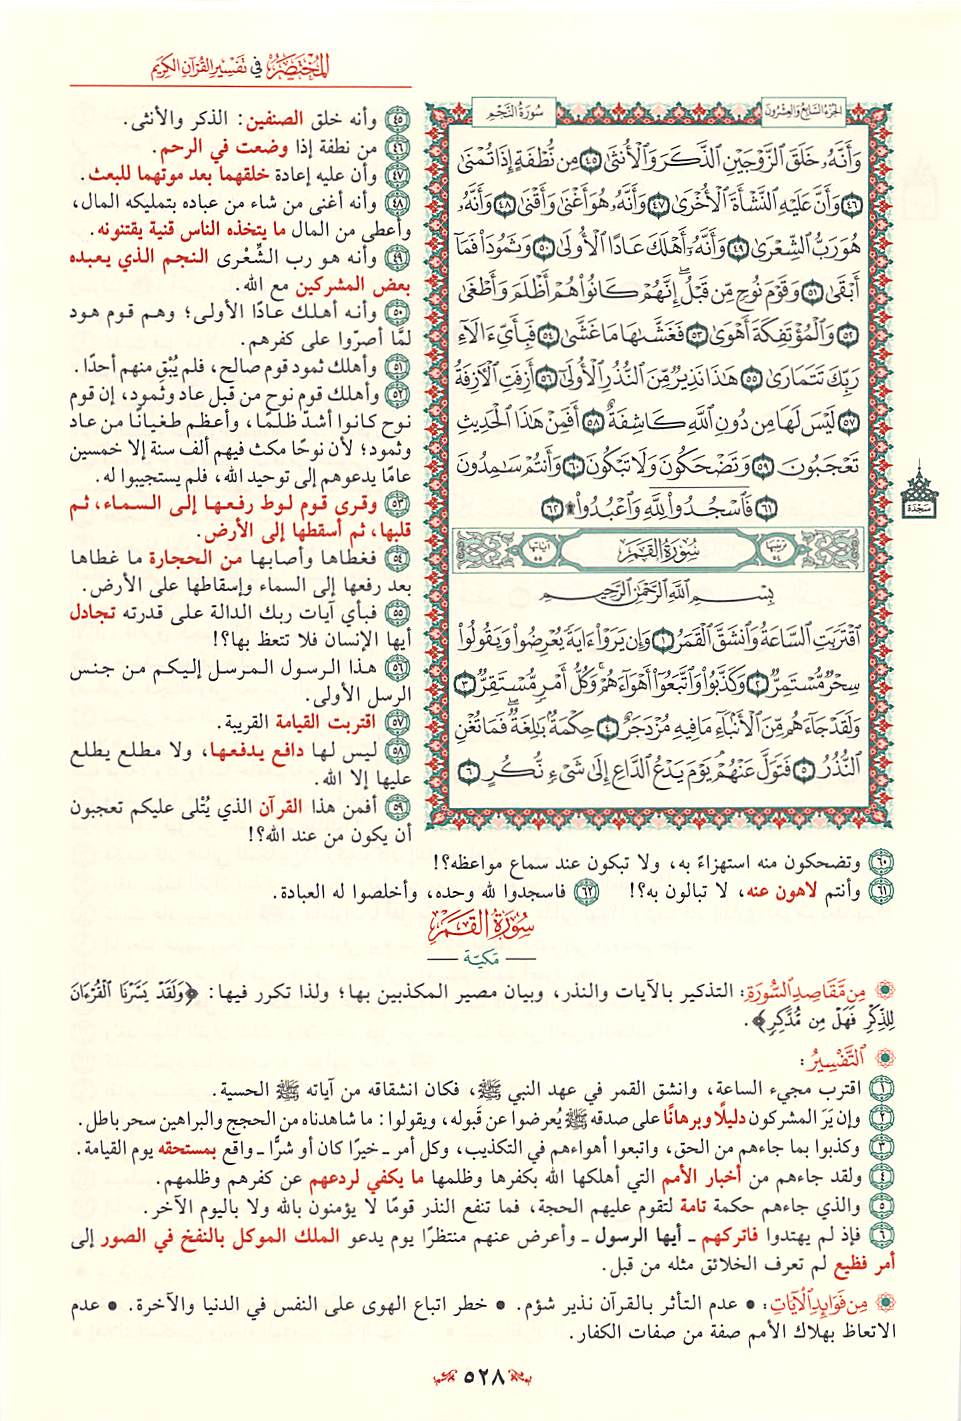 المختصر في تفسير القرآن الكريم
الجزء السابع والعشرون
سورة النجم
وَأَنَّهُۥ خَلَقَ ٱلزَّوْجَيْنِ ٱلذَّكَرَ وَٱلْأُنثَىٰ ٤٥ مِن نُّطْفَةٍ إِذَا تُمْنَىٰ
٤٦ وَأَنَّ عَلَيْهِ ٱلنَّشْأَةَ ٱلْأُخْرَىٰ ٤٧ وَأَنَّهُۥ هُوَ أَغْنَىٰ وَأَقْنَىٰ ٤٨ وَأَنَّهُۥ
هُوَ رَبُّ ٱلشِّعْرَىٰ ٤٩ وَأَنَّهُۥٓ أَهْلَكَ عَادًا ٱلْأُولَىٰ ٥٠ وَثَمُودَا۟ فَمَآ
أَبْقَىٰ ٥١ وَقَوْمَ نُوحٍ مِّن قَبْلُ ۖ إِنَّهُمْ كَانُوا۟ هُمْ أَظْلَمَ وَأَطْغَىٰ
٥٢ وَٱلْمُؤْتَفِكَةَ أَهْوَىٰ ٥٣ فَغَشَّىٰهَا مَا غَشَّىٰ ٥٤ فَبِأَىِّ ءَالَآءِ
رَبِّكَ تَتَمَارَىٰ ٥٥ هَٰذَا نَذِيرٌ مِّنَ ٱلنُّذُرِ ٱلْأُولَىٰٓ ٥٦ أَزِفَتِ ٱلْءَازِفَةُ
٥٧ لَيْسَ لَهَا مِن دُونِ ٱللَّهِ كَاشِفَةٌ ٥٨ أَفَمِنْ هَٰذَا ٱلْحَدِيثِ
تَعْجَبُونَ ٥٩ وَتَضْحَكُونَ وَلَا تَبْكُونَ ٦٠ وَأَنتُمْ سَٰمِدُونَ
٦١ فَٱسْجُدُوا۟ لِلَّهِ وَٱعْبُدُوا۟ ۩ ٦٢
سجدة
ترتيبها ٥٤
سورة القمر
آياتها ٥٥
بِسْمِ ٱللَّهِ ٱلرَّحْمَٰنِ ٱلرَّحِيمِ
ٱقْتَرَبَتِ ٱلسَّاعَةُ وَٱنشَقَّ ٱلْقَمَرُ ١ وَإِن يَرَوْا۟ ءَايَةً يُعْرِضُوا۟ وَيَقُولُوا۟
سِحْرٌ مُّسْتَمِرٌّ ٢ وَكَذَّبُوا۟ وَٱتَّبَعُوٓا۟ أَهْوَآءَهُمْ ۚ وَكُلُّ أَمْرٍ مُّسْتَقِرٌّ ٣
وَلَقَدْ جَآءَهُم مِّنَ ٱلْأَنۢبَآءِ مَا فِيهِ مُزْدَجَرٌ ٤ حِكْمَةٌۢ بَٰلِغَةٌ ۖ فَمَا تُغْنِ
ٱلنُّذُرُ ٥ فَتَوَلَّ عَنْهُمْ ۘ يَوْمَ يَدْعُ ٱلدَّاعِ إِلَىٰ شَىْءٍ نُّكُرٍ ٦
٤٥ وأنه خلق الصنفين: الذكر والأنثى.
٤٦ من نطفة إذا وضعت في الرحم.
٤٧ وأن عليه إعادة خلقهما بعد موتهما للبعث.
٤٨ وأنه أغنى من شاء من عباده بتمليكه المال،
وأعطى من المال ما يتخذه الناس قنية يقتنونه.
٤٩ وأنه هو رب الشِّعْرى النجم الذي يعبده
بعض المشركين مع الله.
٥٠ وأنه أهلك عادًا الأولى؛ وهم قوم هود
لمَّا أصرّوا على كفرهم.
٥١ وأهلك ثمود قوم صالح، فلم يُبْقِ منهم أحدًا.
٥٢ وأهلك قوم نوح من قبل عاد وثمود، إن قوم
نوح كانوا أشدّ ظلمًا، وأعظم طغيانًا من عاد
وثمود؛ لأن نوحًا مكث فيهم ألف سنة إلا خمسين
عامًا يدعوهم إلى توحيد الله، فلم يستجيبوا له.
٥٣ وقرى قوم لوط رفعها إلى السماء، ثم
قلبها، ثم أسقطها إلى الأرض.
٥٤ فغطاها وأصابها من الحجارة ما غطاها
بعد رفعها إلى السماء وإسقاطها على الأرض.
٥٥ فبأي آيات ربك الدالة على قدرته تجادل
أيها الإنسان فلا تتعظ بها؟!
٥٦ هذا الرسول المرسل إليكم من جنس
الرسل الأولى.
٥٧ اقتربت القيامة القريبة.
٥٨ ليس لها دافع يدفعها، ولا مطلع يطلع
عليها إلا الله.
٥٩ أفمن هذا القرآن الذي يُتْلى عليكم تعجبون
أن يكون من عند الله؟!
٦٠ وتضحكون منه استهزاءً به، ولا تبكون عند سماع مواعظه؟!
٦١ وأنتم لاهون عنه، لا تبالون به؟! ٦٢ فاسجدوا لله وحده، وأخلصوا له العبادة.
سورة القمر
— مكية —
من مقاصد السورة: التذكير بالآيات والنذر، وبيان مصير المكذبين بها؛ ولذا تكرر فيها: ﴿وَلَقَدْ يَسَّرْنَا ٱلْقُرْءَانَ
لِلذِّكْرِ فَهَلْ مِن مُّدَّكِرٍ﴾.
التفسير:
١ اقترب مجيء الساعة، وانشق القمر في عهد النبي ﷺ، فكان انشقاقه من آياته ﷺ الحسية.
٢ وإن يَرَ المشركون دليلًا وبرهانًا على صدقه ﷺ يُعرضوا عن قَبوله، ويقولوا: ما شاهدناه من الحجج والبراهين سحر باطل.
٣ وكذبوا بما جاءهم من الحق، واتبعوا أهواءهم في التكذيب، وكل أمر ـ خيرًا كان أو شرًّا ـ واقع بمستحقه يوم القيامة.
٤ ولقد جاءهم من أخبار الأمم التي أهلكها الله بكفرها وظلمها ما يكفي لردعهم عن كفرهم وظلمهم.
٥ والذي جاءهم حكمة تامة لتقوم عليهم الحجة، فما تنفع النذر قومًا لا يؤمنون بالله ولا باليوم الآخر.
٦ فإذ لم يهتدوا فاتركهم ـ أيها الرسول ـ وأعرض عنهم منتظرًا يوم يدعو الملك الموكل بالنفخ في الصور إلى
أمر فظيع لم تعرف الخلائق مثله من قبل.
من فوائد الآيات: • عدم التأثر بالقرآن نذير شؤم. • خطر اتباع الهوى على النفس في الدنيا والآخرة. • عدم
الاتعاظ بهلاك الأمم صفة من صفات الكفار.
٥٢٨